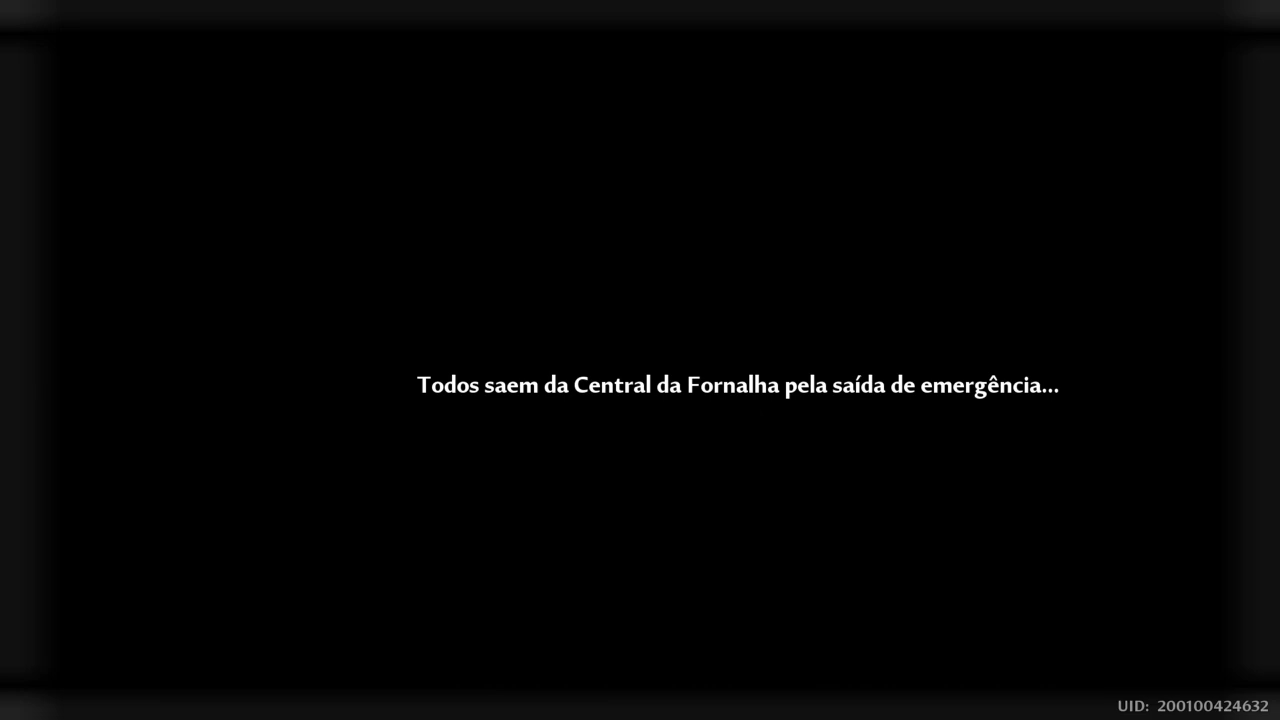 Todos saem da Central da Fornalha pela saída de emergência...
UID: 200100424632